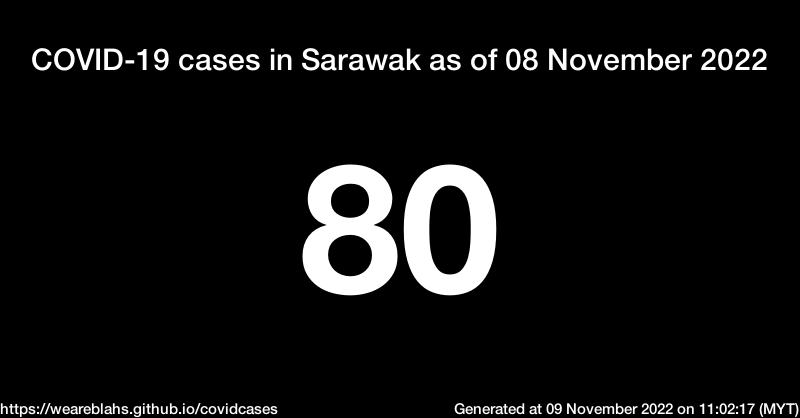 COVID-19 cases in Sarawak as of 08 November 2022
80
https://weareblahs.github.io/covidcases
Generated at 09 November 2022 on 11:02:17 (MYT)